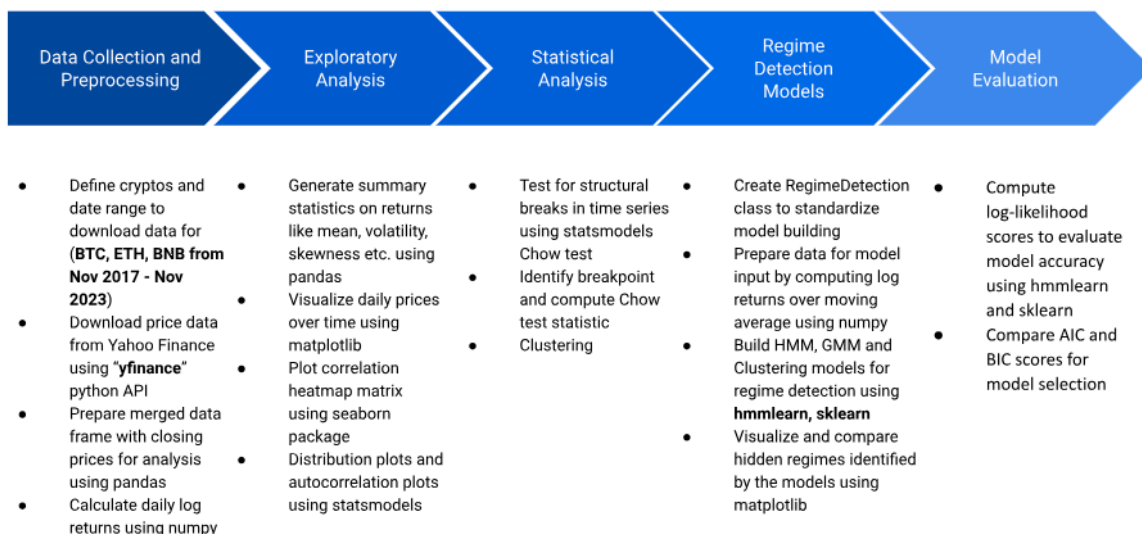 Data Collection and
Preprocessing
Exploratory
Analysis
Statistical
Analysis
Regime
Detection
Models
Model
Evaluation
● Define cryptos and
date range to
download data for
(BTC, ETH, BNB from
Nov 2017 - Nov
2023)
● Download price data
from Yahoo Finance
using “yfinance”
python API
● Prepare merged data
frame with closing
prices for analysis
using pandas
● Calculate daily log
returns using numpy
● Generate summary
statistics on returns
like mean, volatility,
skewness etc. using
pandas
● Visualize daily prices
over time using
matplotlib
● Plot correlation
heatmap matrix
using seaborn
package
● Distribution plots and
autocorrelation plots
using statsmodels
● Test for structural
breaks in time series
using statsmodels
Chow test
● Identify breakpoint
and compute Chow
test statistic
● Clustering
● Create RegimeDetection
class to standardize
model building
● Prepare data for model
input by computing log
returns over moving
average using numpy
● Build HMM, GMM and
Clustering models for
regime detection using
hmmlearn, sklearn
● Visualize and compare
hidden regimes identified
by the models using
matplotlib
● Compute
log-likelihood
scores to evaluate
model accuracy
using hmmlearn
and sklearn
● Compare AIC and
BIC scores for
model selection